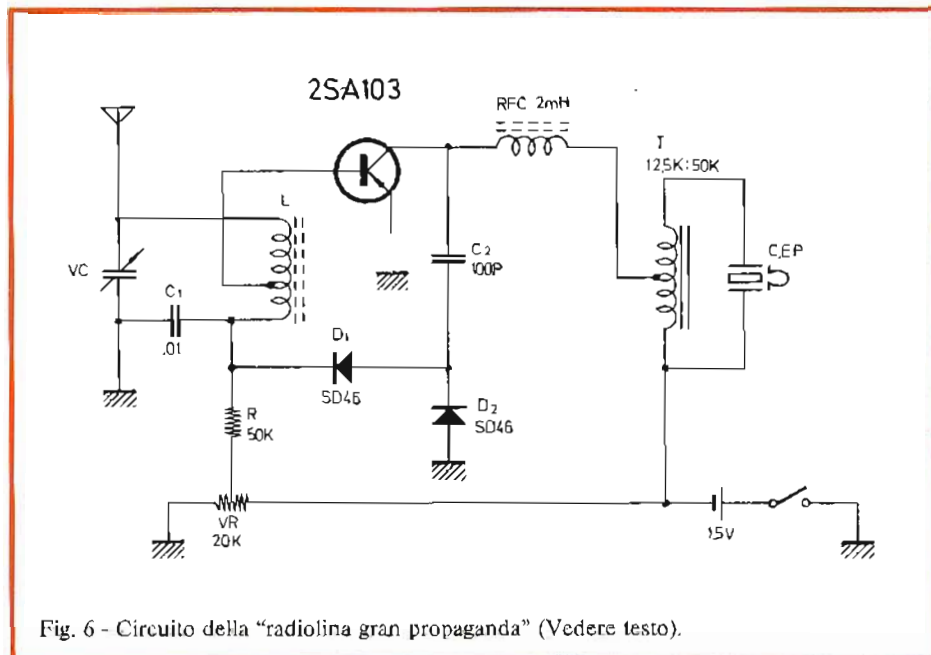 2SA103
RFC 2mH
T
12,5K:50K
L
VC
C1
.01
C2
100P
C.EP
D1
SD46
D2
SD46
R
50K
VR
20K
1,5V
Fig. 6 - Circuito della "radiolina gran propaganda" (Vedere testo).